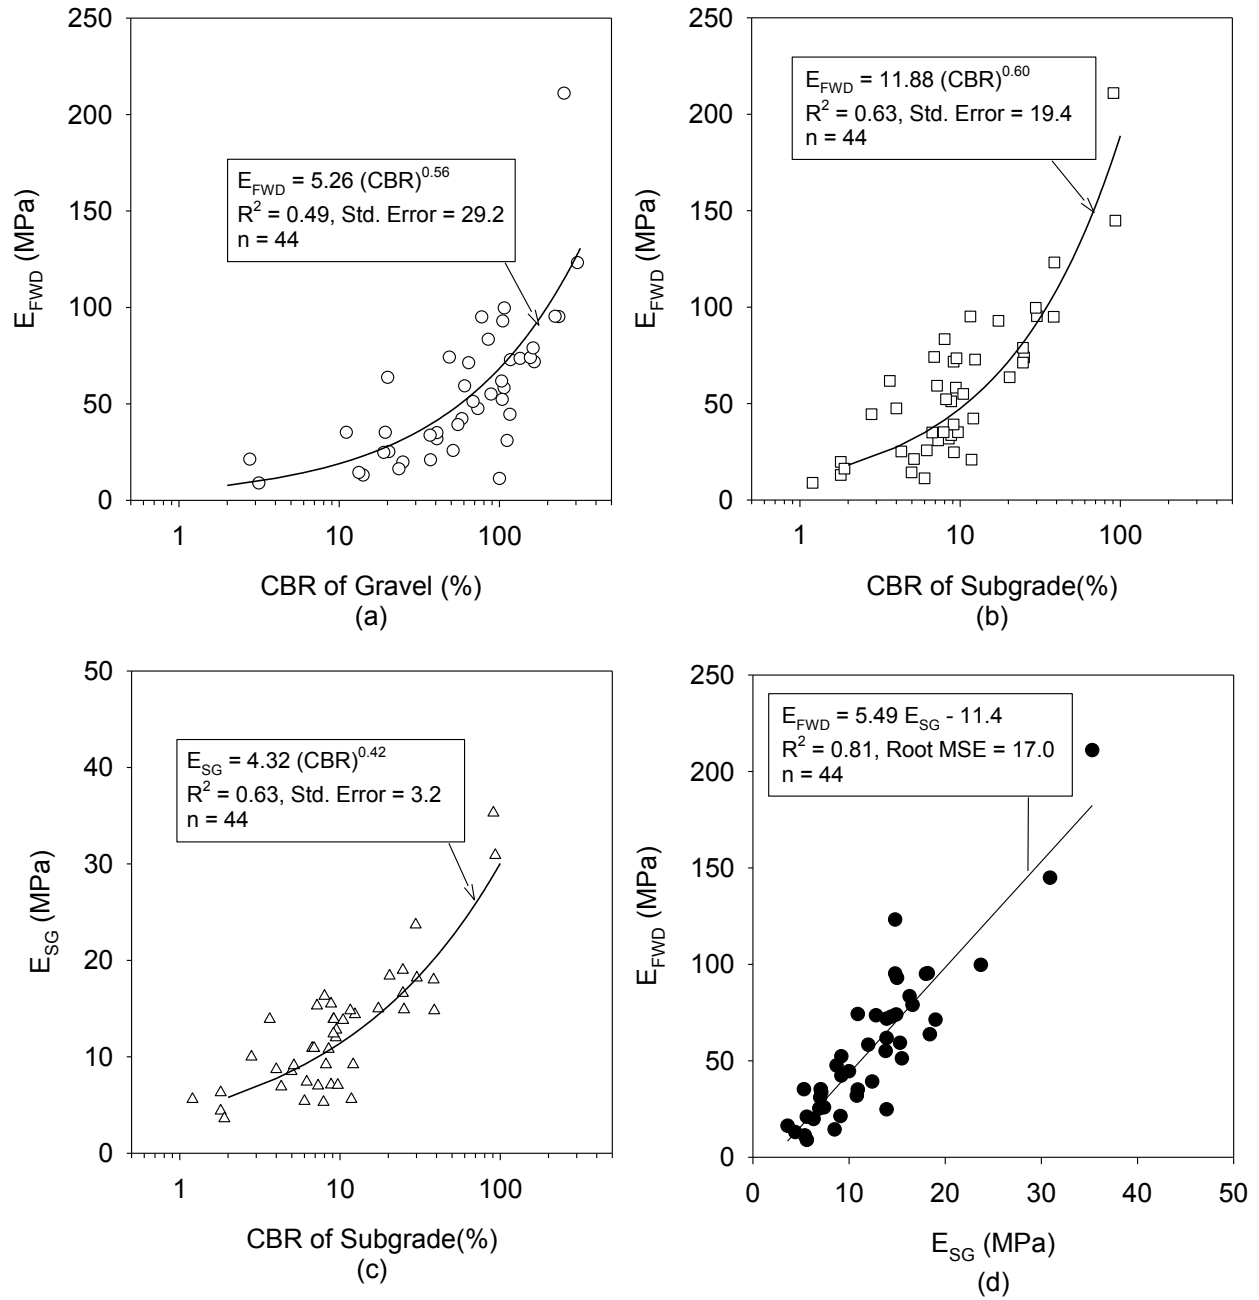 250
200
150
100
50
0
E_FWD (MPa)
E_FWD = 5.26 (CBR)^0.56
R^2 = 0.49, Std. Error = 29.2
n = 44
1 10 100
CBR of Gravel (%)
(a)
250
200
150
100
50
0
E_FWD (MPa)
E_FWD = 11.88 (CBR)^0.60
R^2 = 0.63, Std. Error = 19.4
n = 44
1 10 100
CBR of Subgrade(%)
(b)
50
40
30
20
10
0
E_SG (MPa)
E_SG = 4.32 (CBR)^0.42
R^2 = 0.63, Std. Error = 3.2
n = 44
1 10 100
CBR of Subgrade(%)
(c)
250
200
150
100
50
0
E_FWD (MPa)
E_FWD = 5.49 E_SG - 11.4
R^2 = 0.81, Root MSE = 17.0
n = 44
0 10 20 30 40 50
E_SG (MPa)
(d)